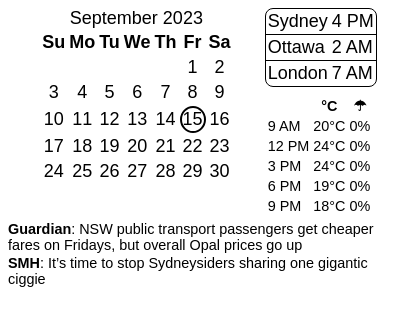 September 2023
Su Mo Tu We Th Fr Sa
1 2
3 4 5 6 7 8 9
10 11 12 13 14 15 16
17 18 19 20 21 22 23
24 25 26 27 28 29 30
Sydney 4 PM
Ottawa 2 AM
London 7 AM
°C ☂
9 AM 20°C 0%
12 PM 24°C 0%
3 PM 24°C 0%
6 PM 19°C 0%
9 PM 18°C 0%
Guardian: NSW public transport passengers get cheaper
fares on Fridays, but overall Opal prices go up
SMH: It’s time to stop Sydneysiders sharing one gigantic
ciggie